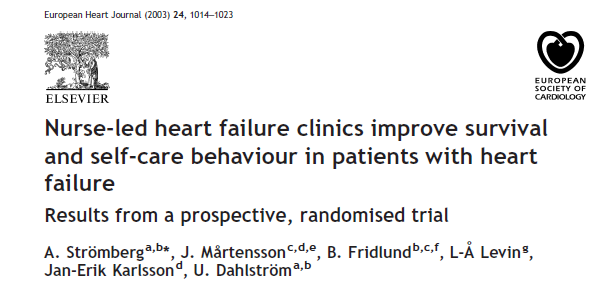 European Heart Journal (2003) 24, 1014–1023
ELSEVIER
EUROPEAN
SOCIETY OF
CARDIOLOGY
Nurse-led heart failure clinics improve survival
and self-care behaviour in patients with heart
failure
Results from a prospective, randomised trial
A. Strömberg a,b*, J. Mårtensson c,d,e, B. Fridlund b,c,f, L-Å Levin g,
Jan-Erik Karlsson d, U. Dahlström a,b